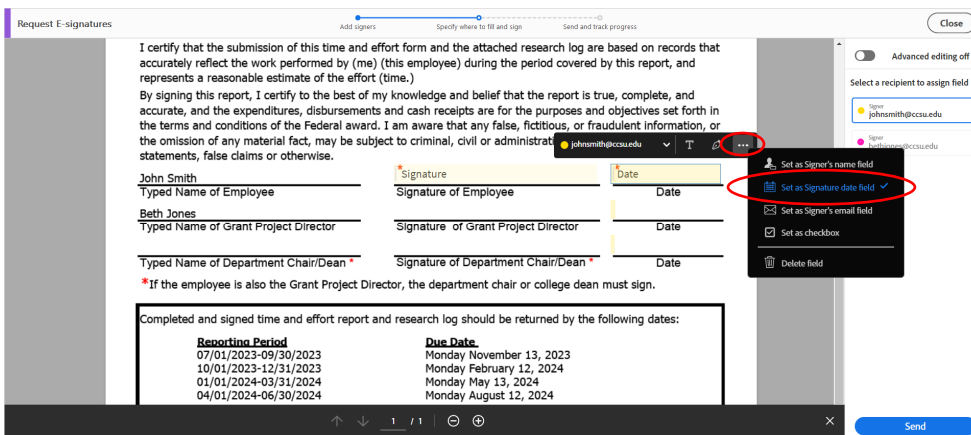 Request E-signatures
Add signers
Specify where to fill and sign
Send and track progress
Close
I certify that the submission of this time and effort form and the attached research log are based on records that
accurately reflect the work performed by (me) (this employee) during the period covered by this report, and
represents a reasonable estimate of the effort (time.)
By signing this report, I certify to the best of my knowledge and belief that the report is true, complete, and
accurate, and the expenditures, disbursements and cash receipts are for the purposes and objectives set forth in
the terms and conditions of the Federal award. I am aware that any false, fictitious, or fraudulent information, or
the omission of any material fact, may be subject to criminal, civil or administrati
statements, false claims or otherwise.
johnsmith@ccsu.edu T ...
Set as Signer's name field
Set as Signature date field
Set as Signer's email field
Set as checkbox
Delete field
John Smith *Signature *Date
Typed Name of Employee Signature of Employee Date
Beth Jones
Typed Name of Grant Project Director Signature of Grant Project Director Date
Typed Name of Department Chair/Dean * Signature of Department Chair/Dean * Date
*If the employee is also the Grant Project Director, the department chair or college dean must sign.
Completed and signed time and effort report and research log should be returned by the following dates:
Reporting Period Due Date
07/01/2023-09/30/2023 Monday November 13, 2023
10/01/2023-12/31/2023 Monday February 12, 2024
01/01/2024-03/31/2024 Monday May 13, 2024
04/01/2024-06/30/2024 Monday August 12, 2024
1 / 1
Advanced editing off
Select a recipient to assign field
Signer
johnsmith@ccsu.edu
Signer
bethjones@ccsu.edu
Send